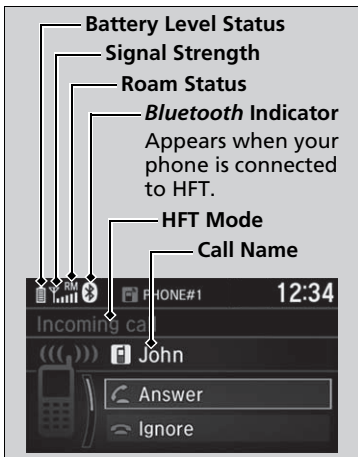 Battery Level Status
Signal Strength
Roam Status
Bluetooth Indicator
Appears when your
phone is connected
to HFT.
HFT Mode
Call Name
RM PHONE#1 12:34
Incoming call
John
Answer
Ignore